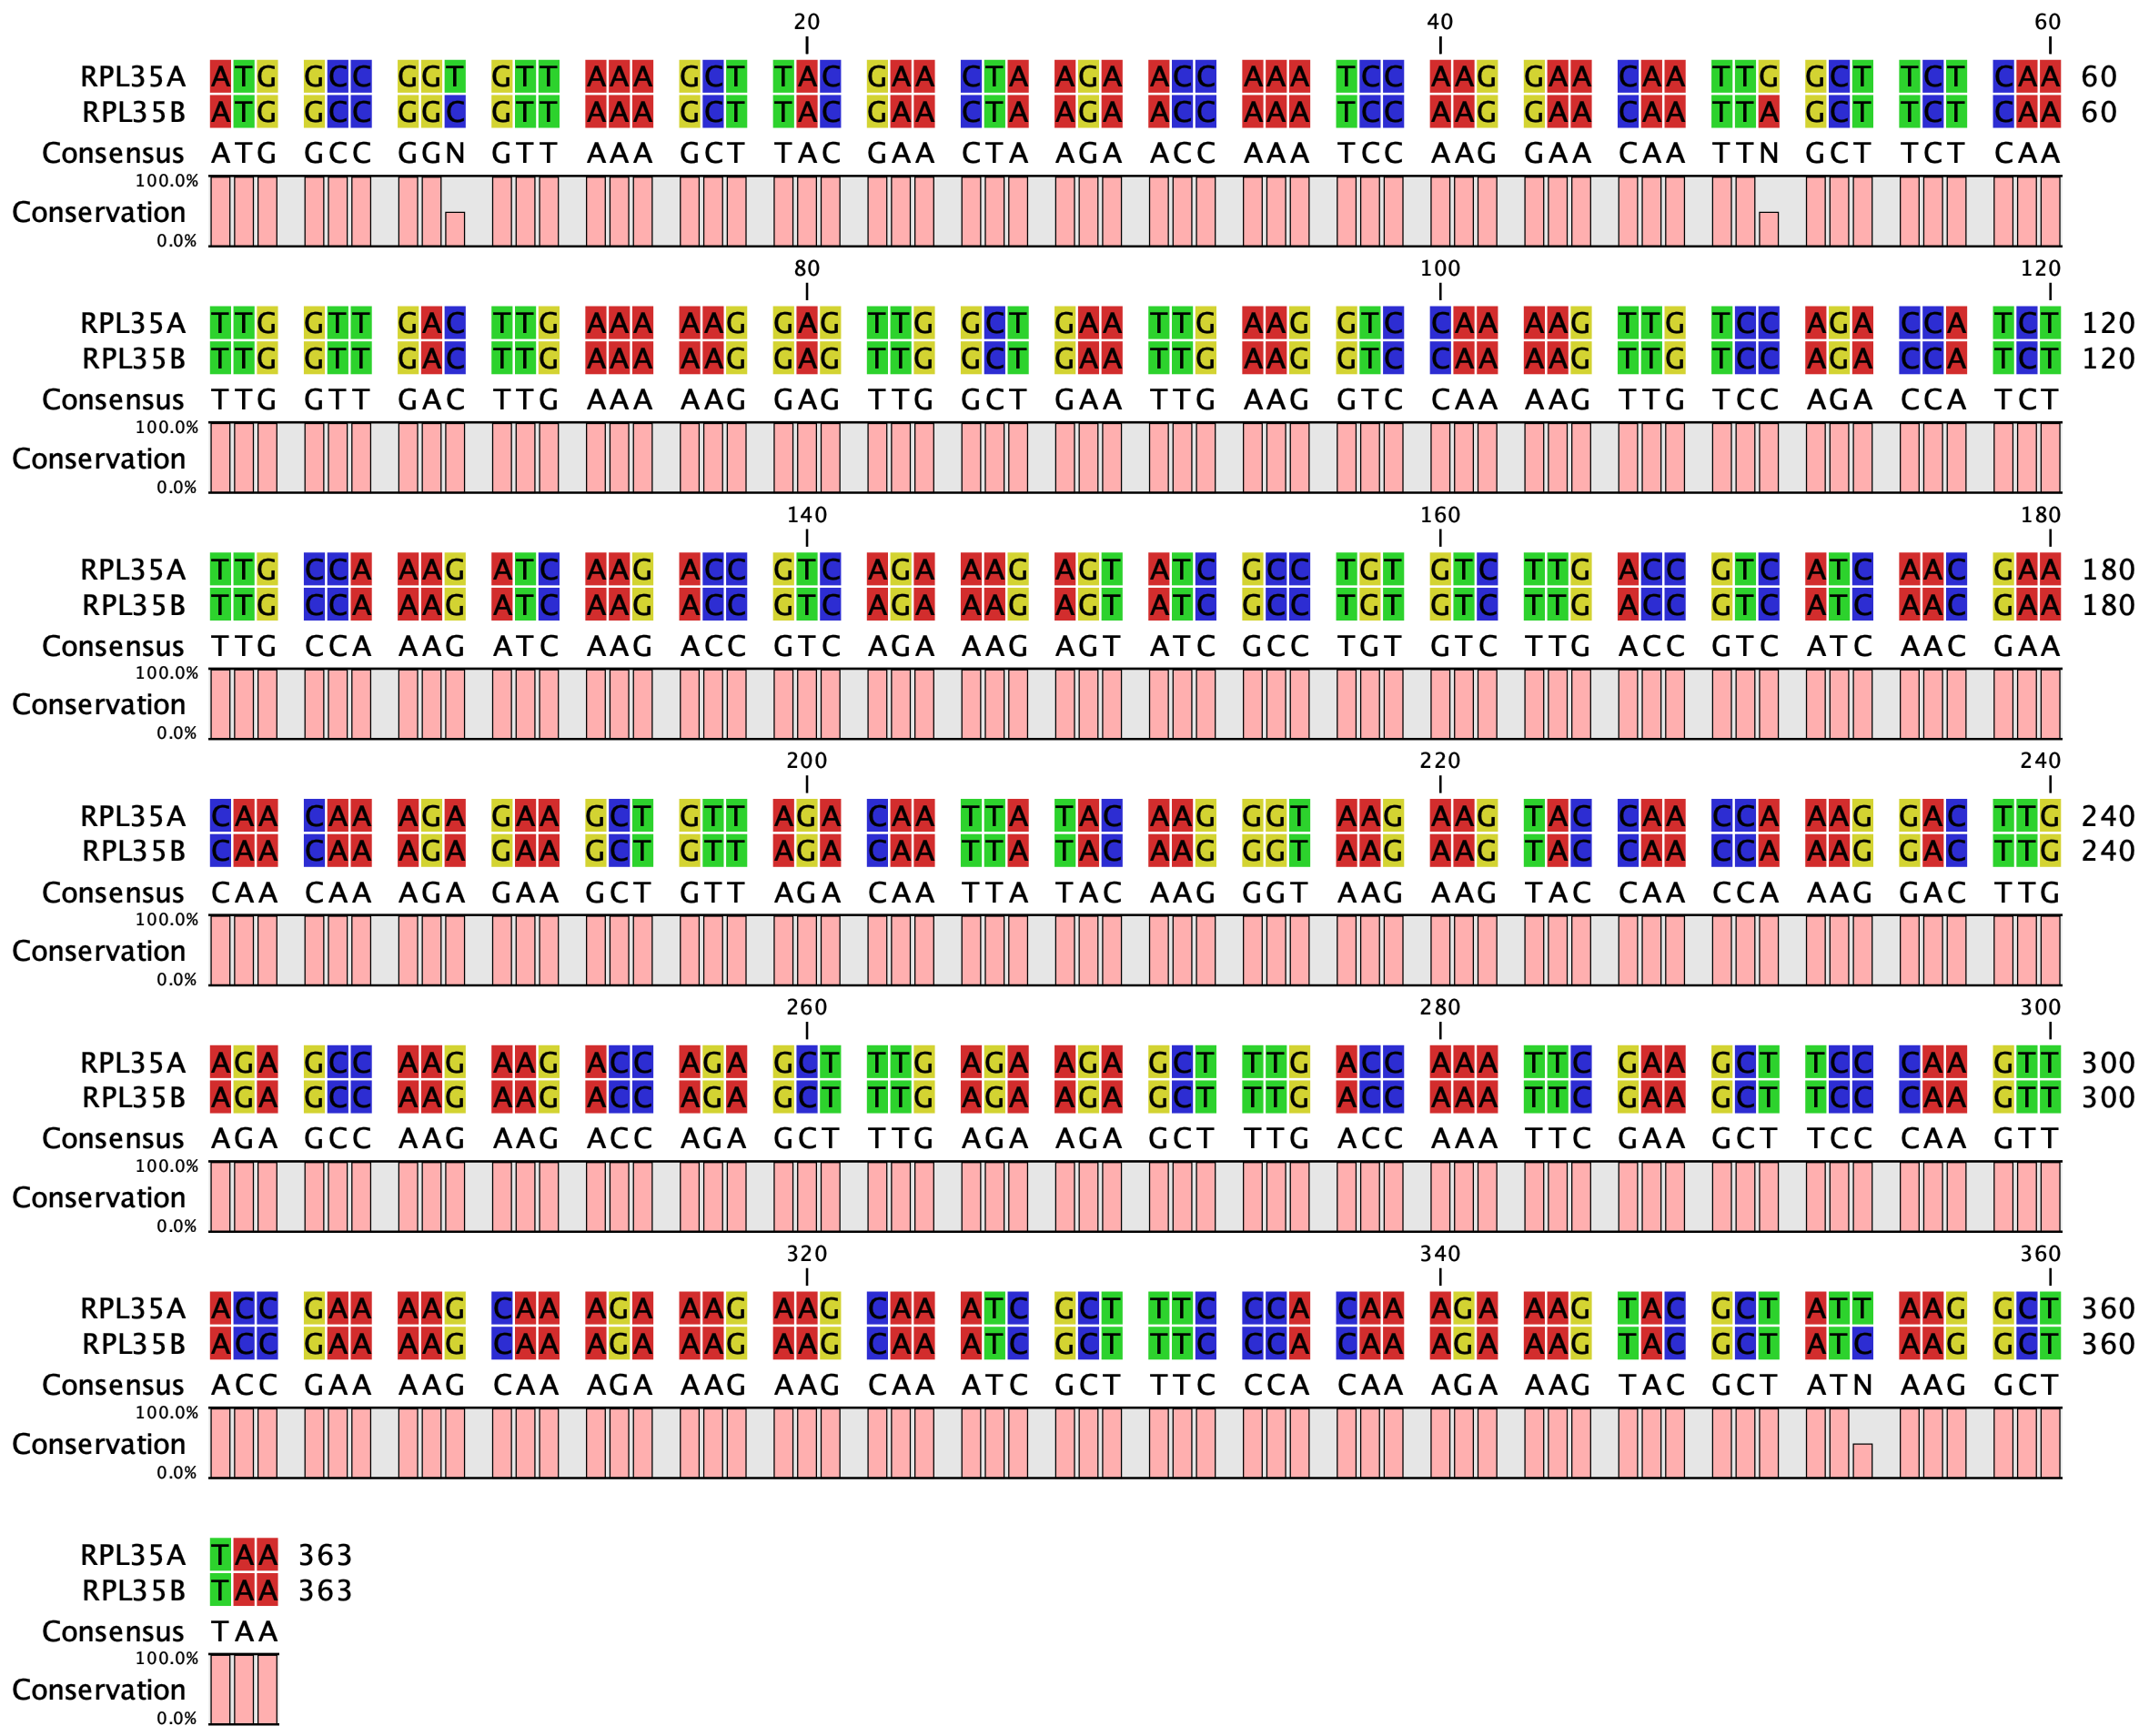 20 40 60
RPL35A ATG GCC GGT GTT AAA GCT TAC GAA CTA AGA ACC AAA TCC AAG GAA CAA TTG GCT TCT CAA 60
RPL35B ATG GCC GGC GTT AAA GCT TAC GAA CTA AGA ACC AAA TCC AAG GAA CAA TTA GCT TCT CAA 60
Consensus ATG GCC GGN GTT AAA GCT TAC GAA CTA AGA ACC AAA TCC AAG GAA CAA TTN GCT TCT CAA
100.0%
Conservation
0.0%
80 100 120
RPL35A TTG GTT GAC TTG AAA AAG GAG TTG GCT GAA TTG AAG GTC CAA AAG TTG TCC AGA CCA TCT 120
RPL35B TTG GTT GAC TTG AAA AAG GAG TTG GCT GAA TTG AAG GTC CAA AAG TTG TCC AGA CCA TCT 120
Consensus TTG GTT GAC TTG AAA AAG GAG TTG GCT GAA TTG AAG GTC CAA AAG TTG TCC AGA CCA TCT
100.0%
Conservation
0.0%
140 160 180
RPL35A TTG CCA AAG ATC AAG ACC GTC AGA AAG AGT ATC GCC TGT GTC TTG ACC GTC ATC AAC GAA 180
RPL35B TTG CCA AAG ATC AAG ACC GTC AGA AAG AGT ATC GCC TGT GTC TTG ACC GTC ATC AAC GAA 180
Consensus TTG CCA AAG ATC AAG ACC GTC AGA AAG AGT ATC GCC TGT GTC TTG ACC GTC ATC AAC GAA
100.0%
Conservation
0.0%
200 220 240
RPL35A CAA CAA AGA GAA GCT GTT AGA CAA TTA TAC AAG GGT AAG AAG TAC CAA CCA AAG GAC TTG 240
RPL35B CAA CAA AGA GAA GCT GTT AGA CAA TTA TAC AAG GGT AAG AAG TAC CAA CCA AAG GAC TTG 240
Consensus CAA CAA AGA GAA GCT GTT AGA CAA TTA TAC AAG GGT AAG AAG TAC CAA CCA AAG GAC TTG
100.0%
Conservation
0.0%
260 280 300
RPL35A AGA GCC AAG AAG ACC AGA GCT TTG AGA AGA GCT TTG ACC AAA TTC GAA GCT TCC CAA GTT 300
RPL35B AGA GCC AAG AAG ACC AGA GCT TTG AGA AGA GCT TTG ACC AAA TTC GAA GCT TCC CAA GTT 300
Consensus AGA GCC AAG AAG ACC AGA GCT TTG AGA AGA GCT TTG ACC AAA TTC GAA GCT TCC CAA GTT
100.0%
Conservation
0.0%
320 340 360
RPL35A ACC GAA AAG CAA AGA AAG AAG CAA ATC GCT TTC CCA CAA AGA AAG TAC GCT ATT AAG GCT 360
RPL35B ACC GAA AAG CAA AGA AAG AAG CAA ATC GCT TTC CCA CAA AGA AAG TAC GCT ATC AAG GCT 360
Consensus ACC GAA AAG CAA AGA AAG AAG CAA ATC GCT TTC CCA CAA AGA AAG TAC GCT ATN AAG GCT
100.0%
Conservation
0.0%
RPL35A TAA 363
RPL35B TAA 363
Consensus TAA
100.0%
Conservation
0.0%